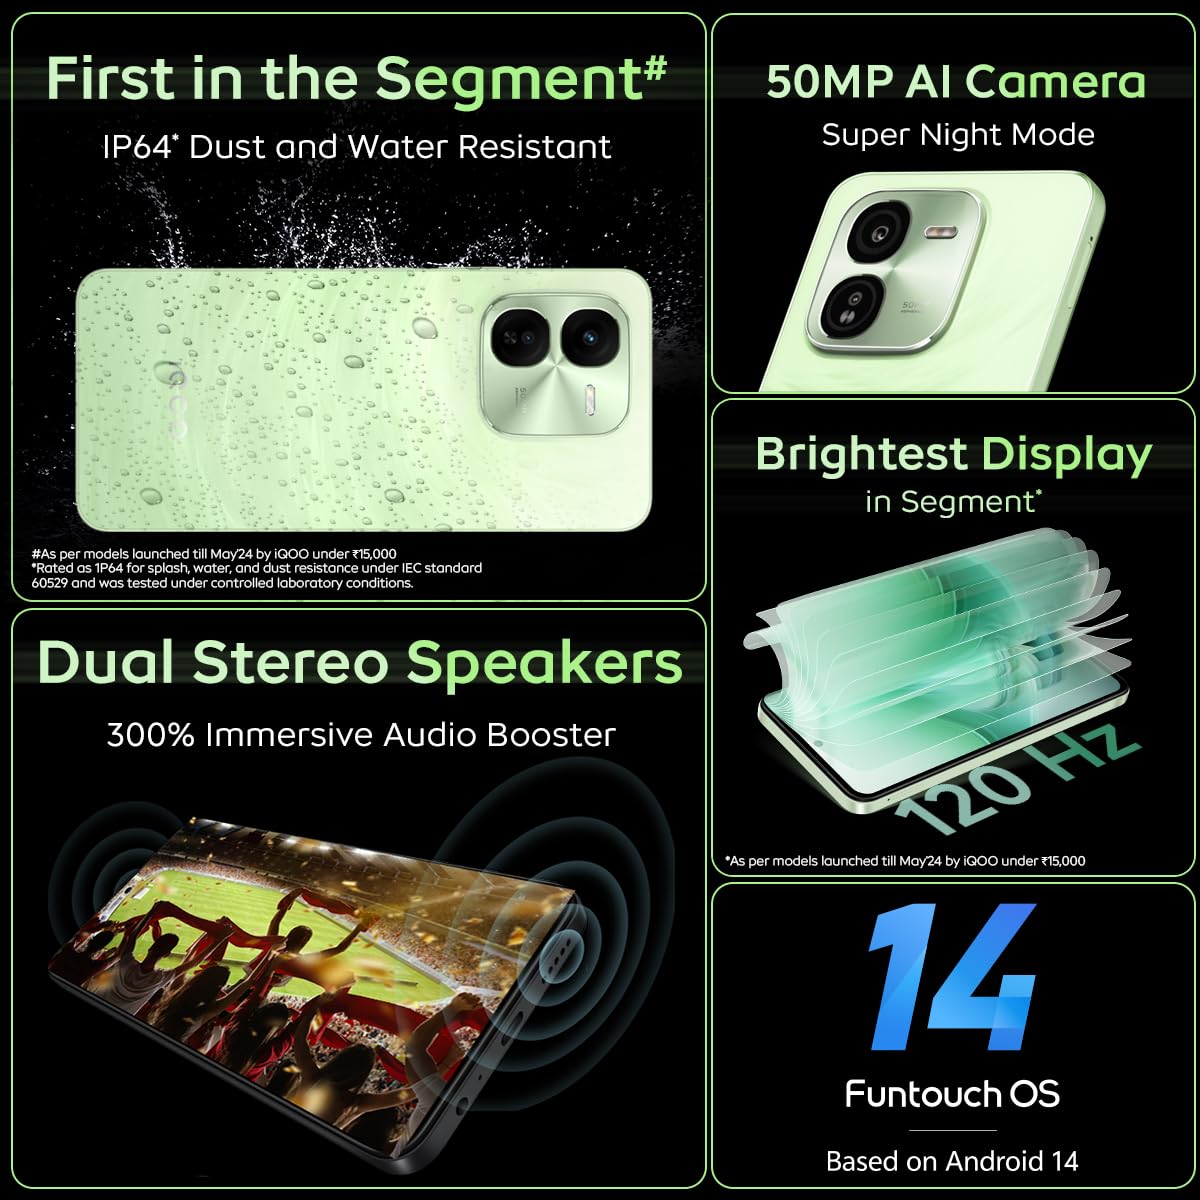 First in the Segment#
IP64* Dust and Water Resistant
iQOO
#As per models launched till May'24 by iQOO under ₹15,000
*Rated as 1P64 for splash, water, and dust resistance under IEC standard
60529 and was tested under controlled laboratory conditions.
50MP AI Camera
Super Night Mode
Brightest Display
in Segment*
120 Hz
*As per models launched till May'24 by iQOO under ₹15,000
Dual Stereo Speakers
300% Immersive Audio Booster
14
Funtouch OS
Based on Android 14